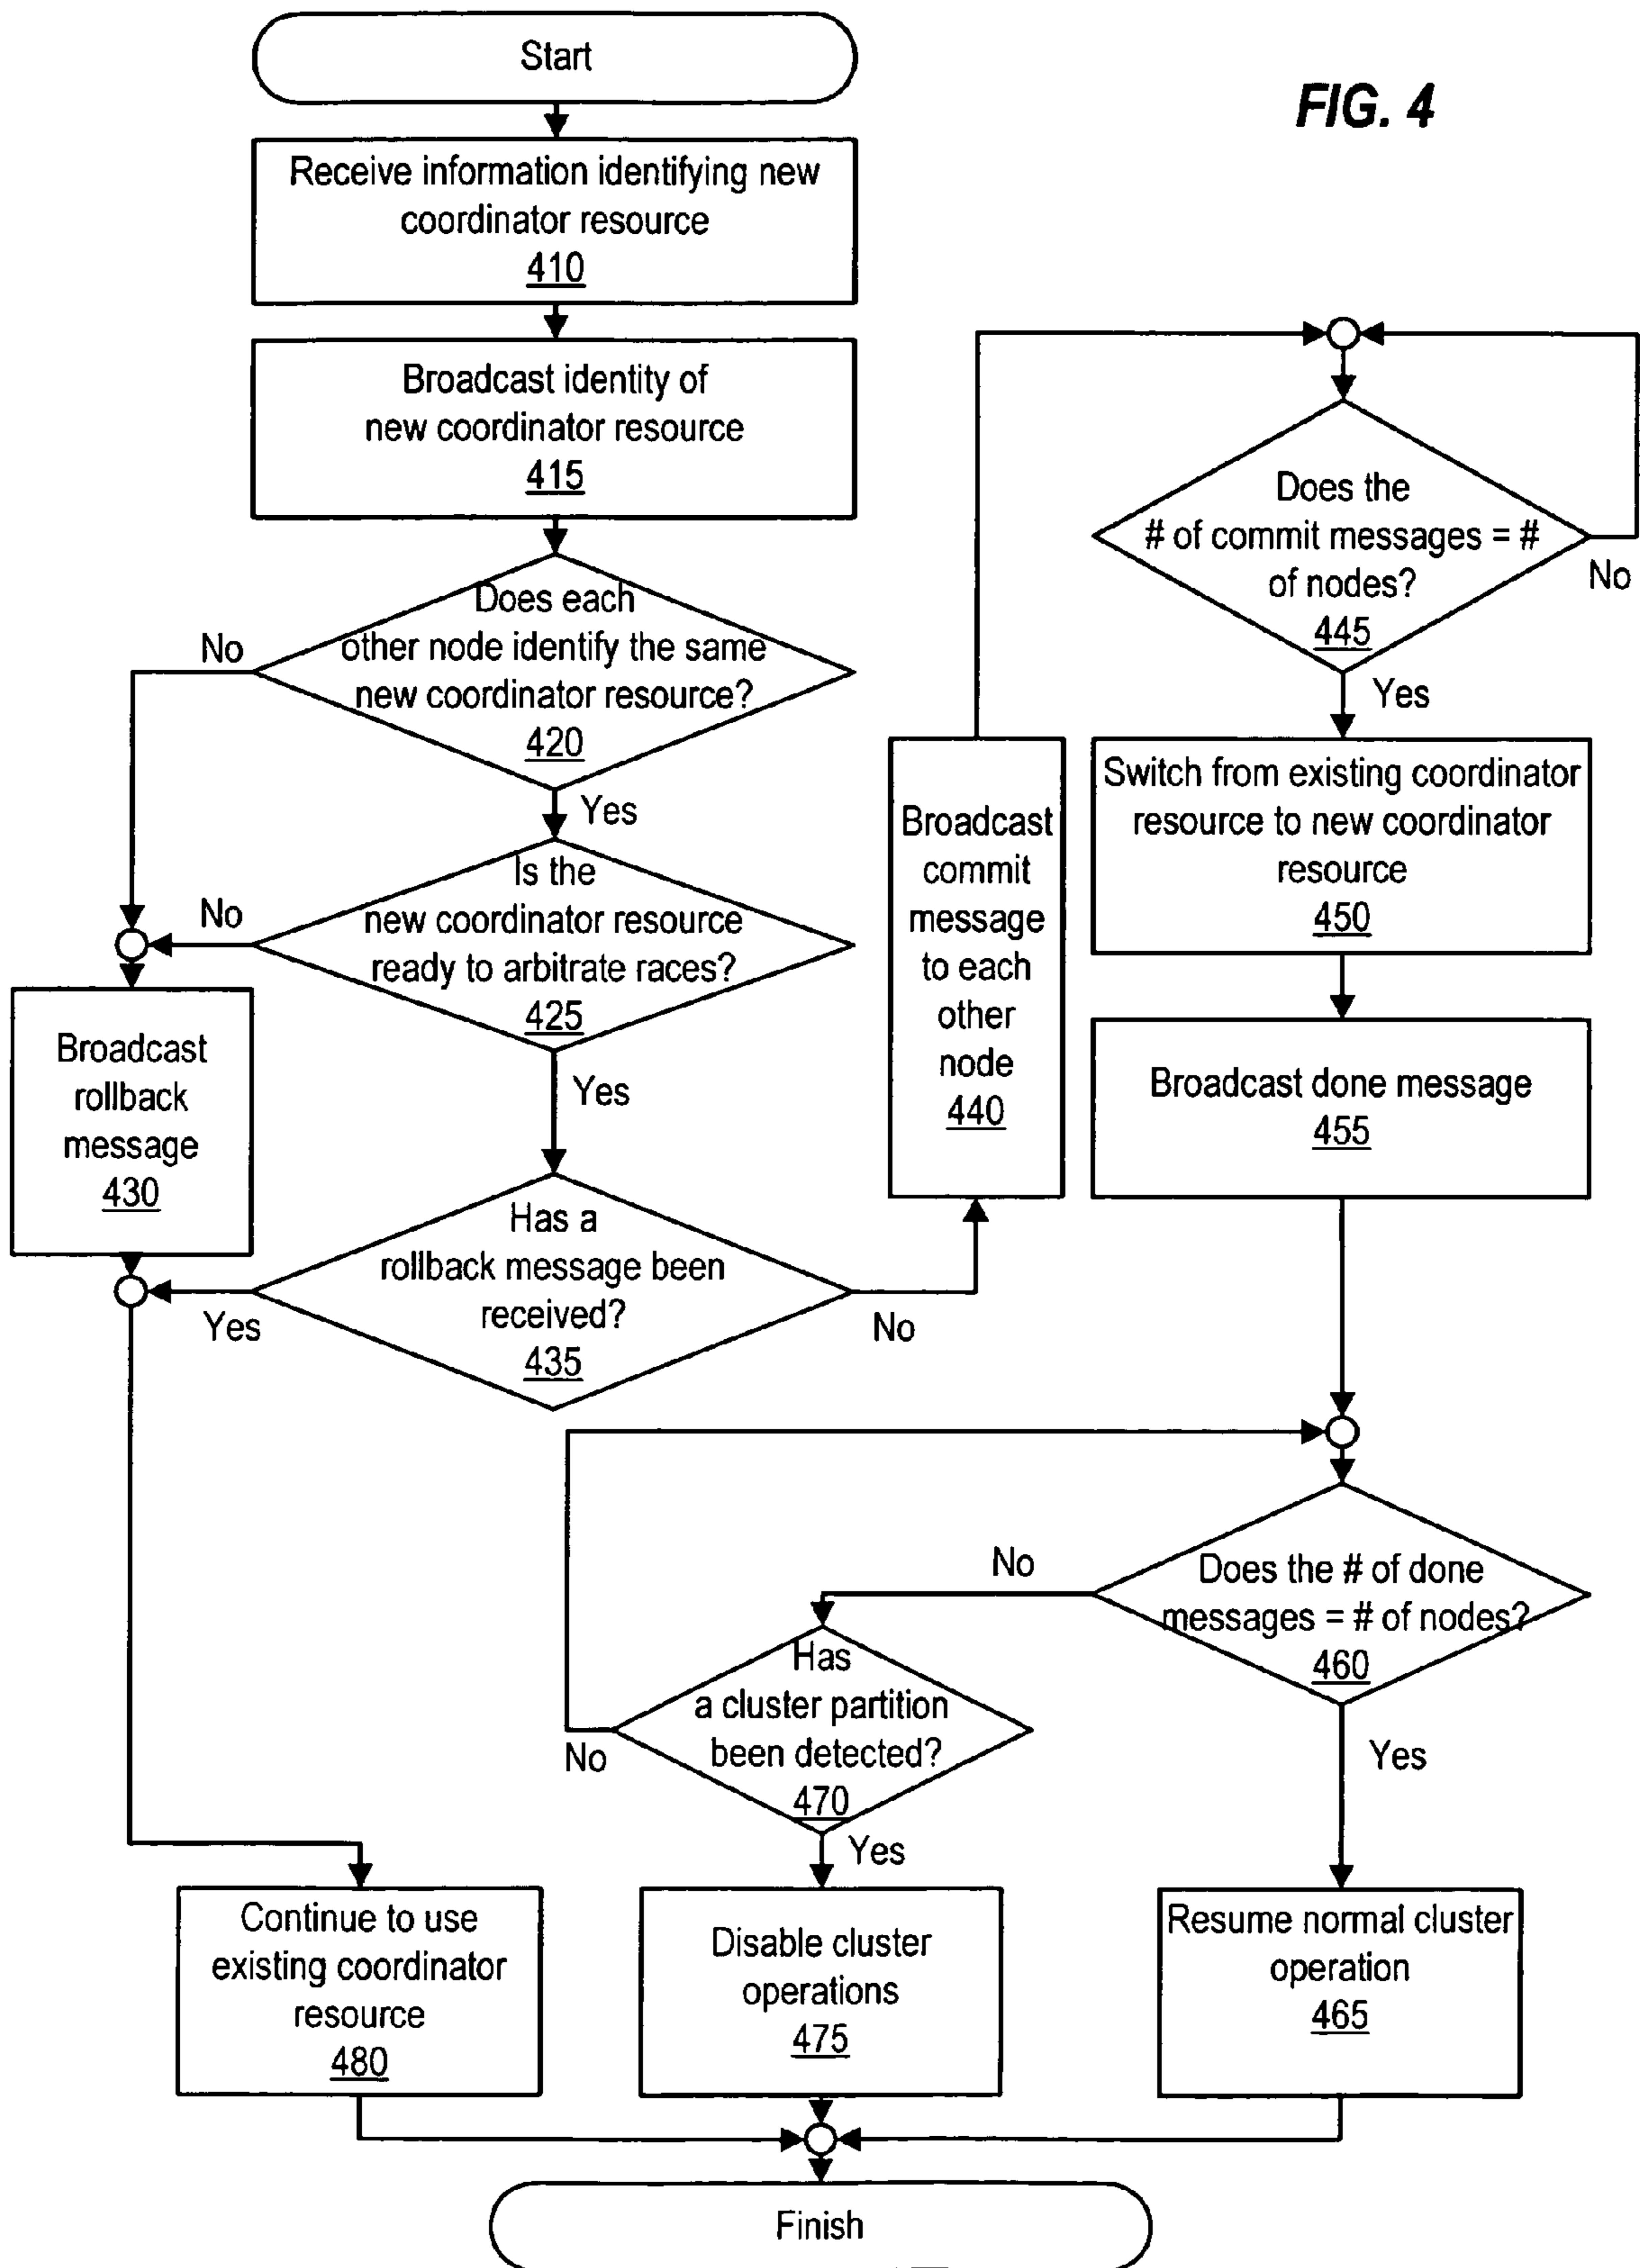 Start
FIG. 4
Receive information identifying new
coordinator resource
410
Broadcast identity of
new coordinator resource
415
Does each
other node identify the same
new coordinator resource?
420
No
Yes
Is the
new coordinator resource
ready to arbitrate races?
425
No
Yes
Broadcast
rollback
message
430
Has a
rollback message been
received?
435
Yes
No
Broadcast
commit
message
to each
other
node
440
Does the
# of commit messages = #
of nodes?
445
No
Yes
Switch from existing coordinator
resource to new coordinator
resource
450
Broadcast done message
455
Does the # of done
messages = # of nodes?
460
No
Yes
Has
a cluster partition
been detected?
470
No
Yes
Continue to use
existing coordinator
resource
480
Disable cluster
operations
475
Resume normal cluster
operation
465
Finish